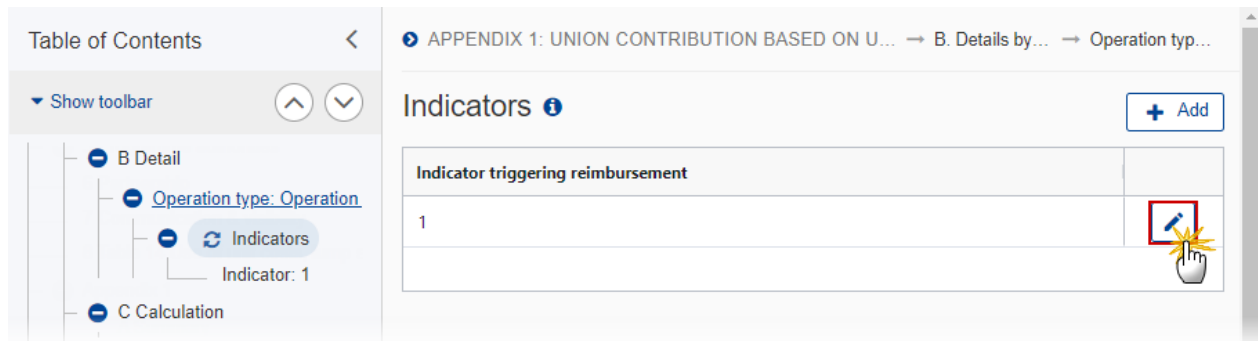 Table of Contents
Show toolbar
B Detail
Operation type: Operation
Indicators
Indicator: 1
C Calculation
APPENDIX 1: UNION CONTRIBUTION BASED ON U... → B. Details by... → Operation typ...
Indicators
+ Add
Indicator triggering reimbursement
1